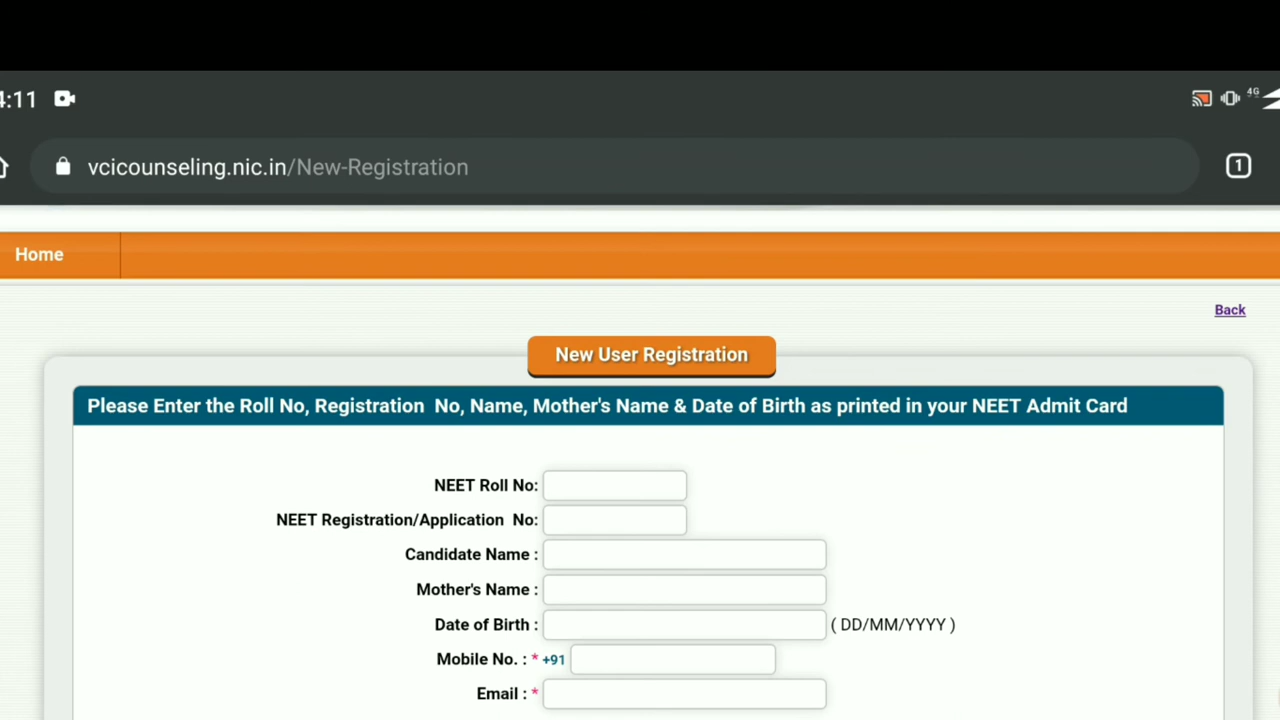 4:11
4G
vcicounseling.nic.in/New-Registration
1
Home
Back
New User Registration
Please Enter the Roll No, Registration No, Name, Mother's Name & Date of Birth as printed in your NEET Admit Card
NEET Roll No:
NEET Registration/Application No:
Candidate Name :
Mother's Name :
Date of Birth : ( DD/MM/YYYY )
Mobile No. : * +91
Email : *